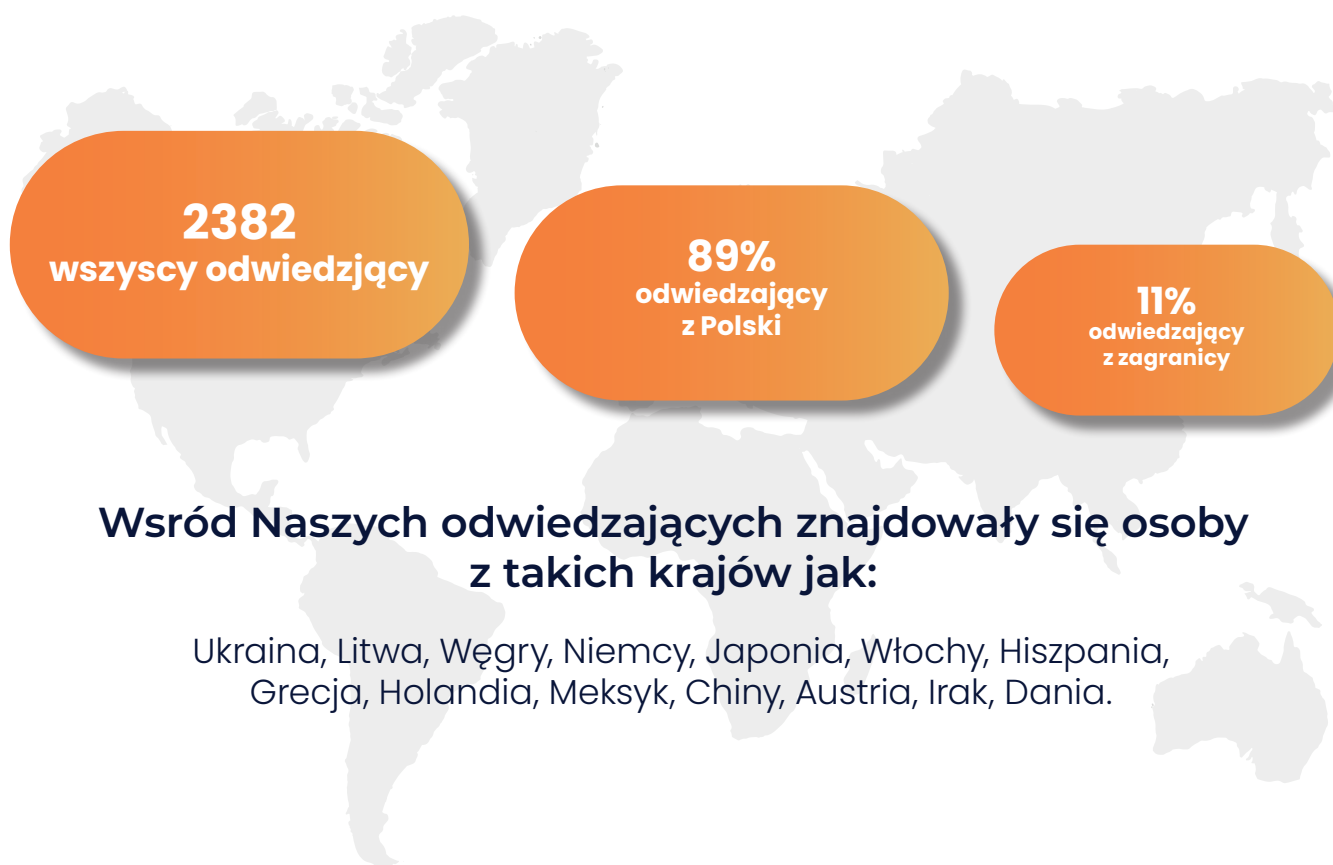 2382
wszyscy odwiedzjący
89%
odwiedzający
z Polski
11%
odwiedzający
z zagranicy
Wsród Naszych odwiedzających znajdowały się osoby
z takich krajów jak:
Ukraina, Litwa, Węgry, Niemcy, Japonia, Włochy, Hiszpania,
Grecja, Holandia, Meksyk, Chiny, Austria, Irak, Dania.